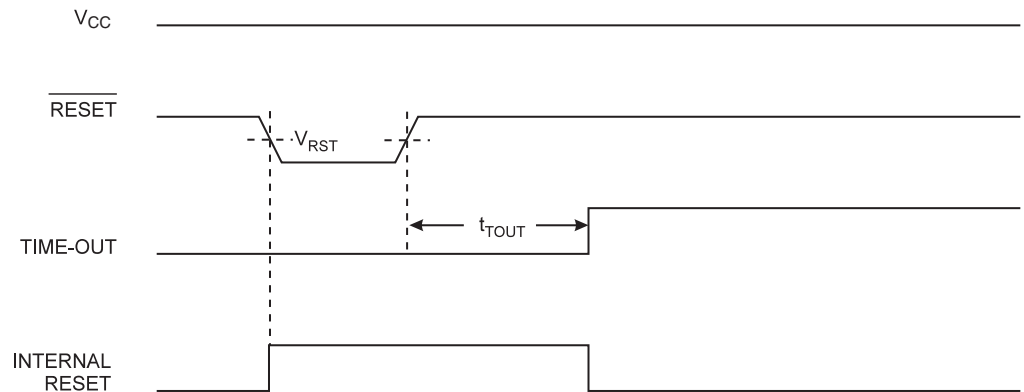 VCC
RESET
VRST
tTOUT
TIME-OUT
INTERNAL
RESET